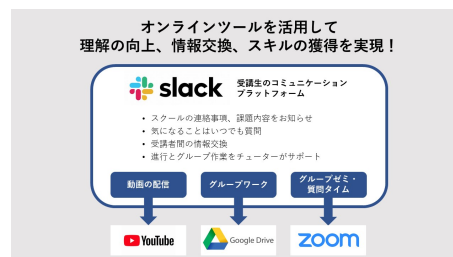 オンラインツールを活用して
理解の向上、情報交換、スキルの獲得を実現！
slack
受講生のコミュニケーション
プラットフォーム
• スクールの連絡事項、課題内容をお知らせ
• 気になることはいつでも質問
• 受講者間の情報交換
• 進行とグループ作業をチューターがサポート
動画の配信
グループワーク
グループゼミ・
質問タイム
YouTube
Google Drive
zoom